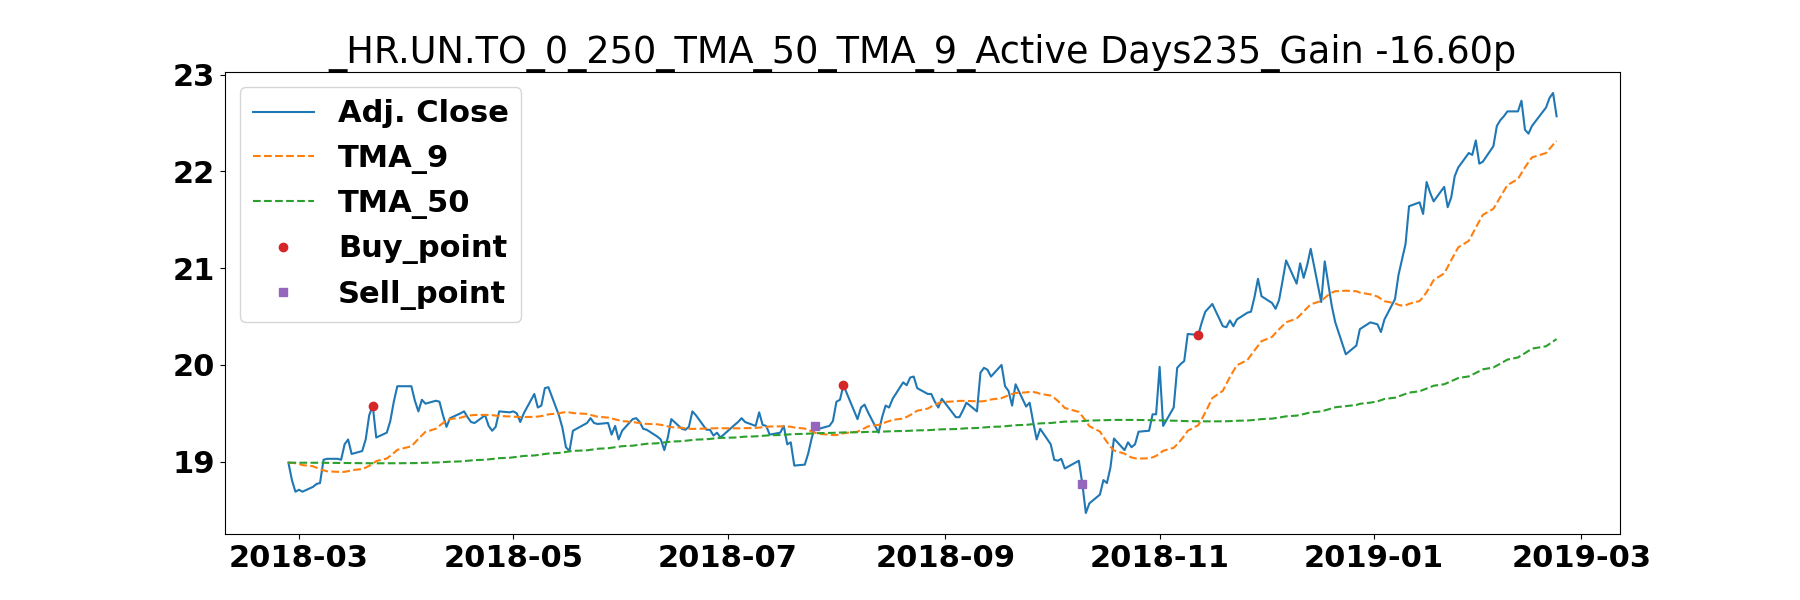 _HR.UN.TO_0_250_TMA_50_TMA_9_Active Days235_Gain -16.60p
23
22
21
20
19
Adj. Close
TMA_9
TMA_50
Buy_point
Sell_point
2018-03 2018-05 2018-07 2018-09 2018-11 2019-01 2019-03